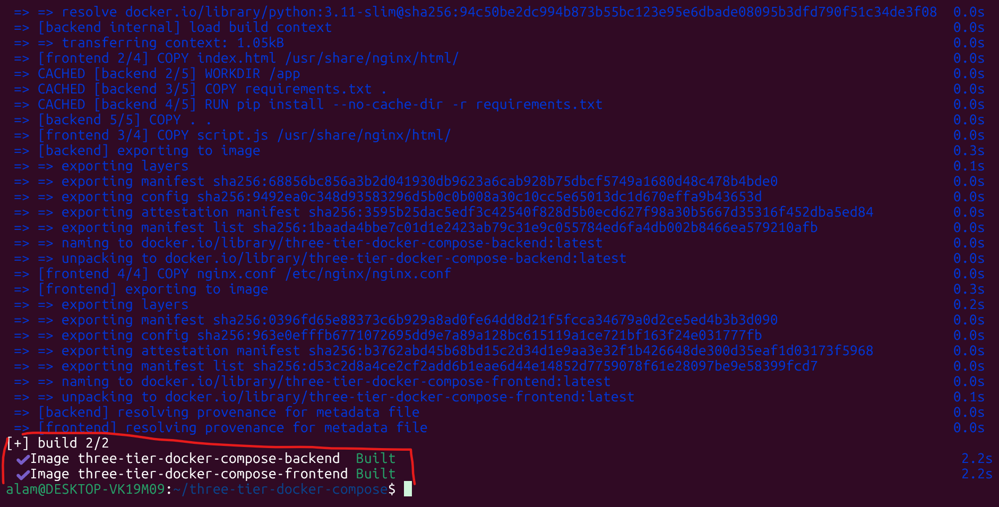 => => resolve docker.io/library/python:3.11-slim@sha256:94c50be2dc994b873b55bc123e95e6dbade08095b3dfd790f51c34de3f08 0.0s
=> [backend internal] load build context 0.0s
=> => transferring context: 1.05kB 0.0s
=> [frontend 2/4] COPY index.html /usr/share/nginx/html/ 0.0s
=> CACHED [backend 2/5] WORKDIR /app 0.0s
=> CACHED [backend 3/5] COPY requirements.txt . 0.0s
=> CACHED [backend 4/5] RUN pip install --no-cache-dir -r requirements.txt 0.0s
=> [backend 5/5] COPY . . 0.0s
=> [frontend 3/4] COPY script.js /usr/share/nginx/html/ 0.0s
=> [backend] exporting to image 0.3s
=> => exporting layers 0.1s
=> => exporting manifest sha256:68856bc856a3b2d041930db9623a6cab928b75dbcf5749a1680d48c478b4bde0 0.0s
=> => exporting config sha256:9492ea0c348d93583296d5b0c0b008a30c10cc5e65013dc1d670effa9b43653d 0.0s
=> => exporting attestation manifest sha256:3595b25dac5edf3c42540f828d5b0ecd627f98a30b5667d35316f452dba5ed84 0.0s
=> => exporting manifest list sha256:1baada4bbe7c01d1e2423ab79c31e9c055784ed6fa4db002b8466ea579210afb 0.0s
=> => naming to docker.io/library/three-tier-docker-compose-backend:latest 0.0s
=> => unpacking to docker.io/library/three-tier-docker-compose-backend:latest 0.0s
=> [frontend 4/4] COPY nginx.conf /etc/nginx/nginx.conf 0.0s
=> [frontend] exporting to image 0.3s
=> => exporting layers 0.2s
=> => exporting manifest sha256:0396fd65e88373c6b929a8ad0fe64dd8d21f5fcca34679a0d2ce5ed4b3b3d090 0.0s
=> => exporting config sha256:963e0efffb6771072695dd9e7a89a128bc615119a1ce721bf163f24e031777fb 0.0s
=> => exporting attestation manifest sha256:b3762abd45b68bd15c2d34d1e9aa3e32f1b426648de300d35eaf1d03173f5968 0.0s
=> => exporting manifest list sha256:d53c2d8a4ce2cf2add6b1eae6d44e14852d7759078f61e28097be9e58399fcd7 0.0s
=> => naming to docker.io/library/three-tier-docker-compose-frontend:latest 0.0s
=> => unpacking to docker.io/library/three-tier-docker-compose-frontend:latest 0.1s
=> [backend] resolving provenance for metadata file 0.0s
=> [frontend] resolving provenance for metadata file 0.0s
[+] build 2/2
✔Image three-tier-docker-compose-backend Built 2.2s
✔Image three-tier-docker-compose-frontend Built 2.2s
alam@DESKTOP-VK19M09:~/three-tier-docker-compose$